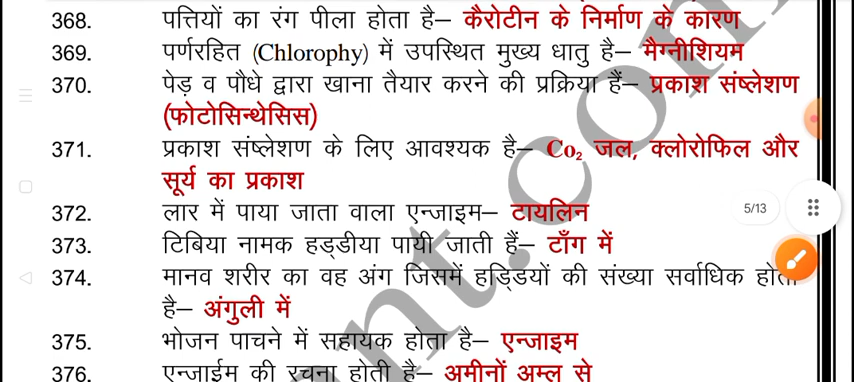 368. पत्तियों का रंग पीला होता है– कैरोटीन के निर्माण के कारण
369. पर्णरहित (Chlorophy) में उपस्थित मुख्य धातु है– मैग्नीशियम
370. पेड़ व पौधे द्वारा खाना तैयार करने की प्रक्रिया हैं– प्रकाश संष्लेशण
(फोटोसिन्थेसिस)
371. प्रकाश संष्लेशण के लिए आवश्यक है– Co₂ जल, क्लोरोफिल और
सूर्य का प्रकाश
372. लार में पाया जाता वाला एन्जाइम– टायलिन
5/13
373. टिबिया नामक हड्डीया पायी जाती हैं– टाँग में
374. मानव शरीर का वह अंग जिसमें हड्डियों की संख्या सर्वाधिक होता
है– अंगुली में
375. भोजन पाचने में सहायक होता है– एन्जाइम
376. एन्जाईम की रचना होती है– अमीनों अम्ल से